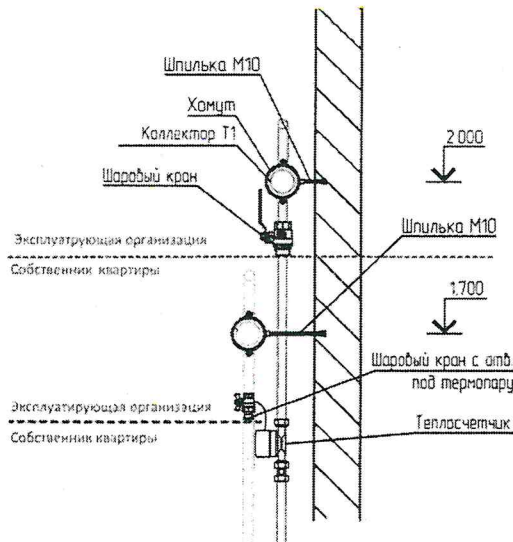 Шпилька М10
Хомут
Коллектор Т1
Шаровый кран
2.000
Эксплуатрующая организация
Собственник квартиры
Шпилька М10
1.700
Шаровый кран с отв.
под термопару
Эксплуатирующая организация
Собственник квартиры
Теплосчетчик